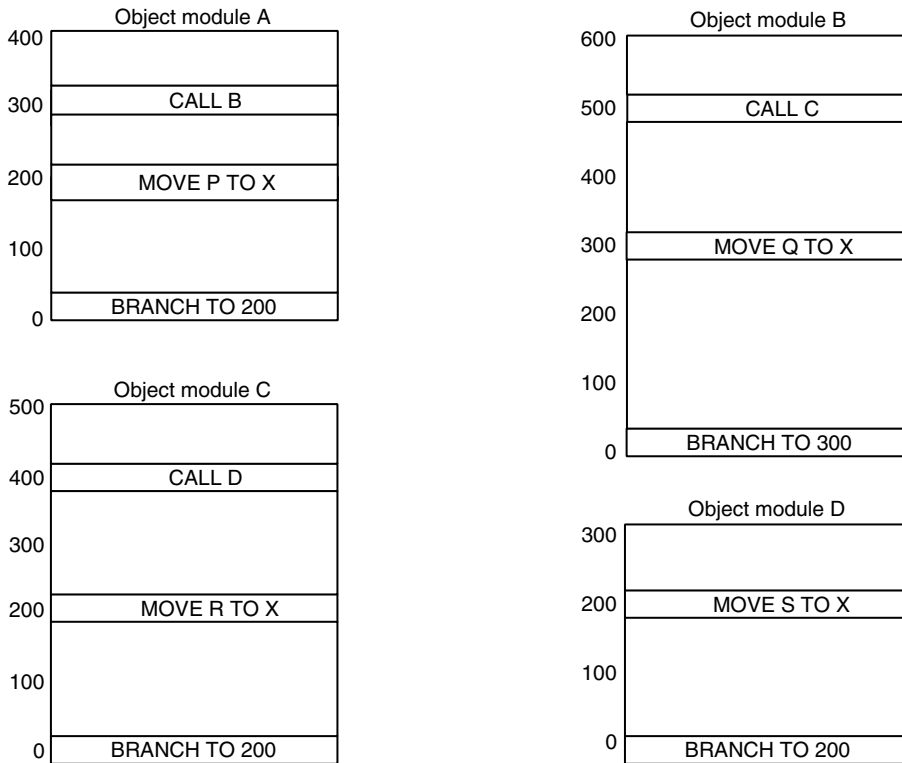 Object module A
400
300
CALL B
200
MOVE P TO X
100
BRANCH TO 200
0
Object module B
600
500
CALL C
400
300
MOVE Q TO X
200
100
BRANCH TO 300
0
Object module C
500
400
CALL D
300
200
MOVE R TO X
100
0
BRANCH TO 200
Object module D
300
200
MOVE S TO X
100
0
BRANCH TO 200